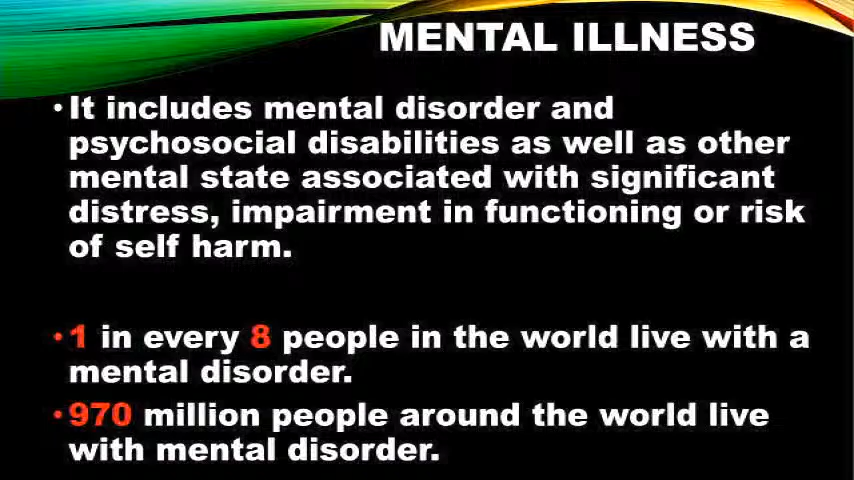 MENTAL ILLNESS
• It includes mental disorder and
psychosocial disabilities as well as other
mental state associated with significant
distress, impairment in functioning or risk
of self harm.
• 1 in every 8 people in the world live with a
mental disorder.
• 970 million people around the world live
with mental disorder.